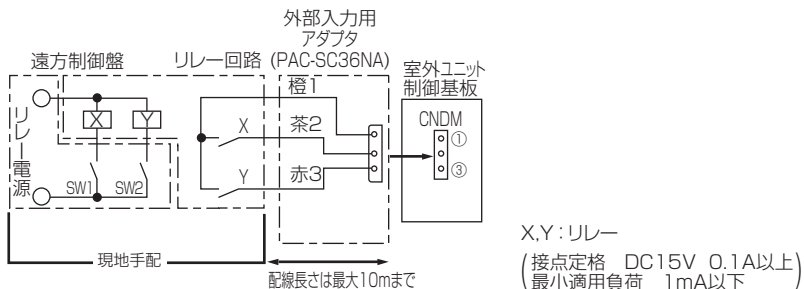 外部入力用
アダプタ
(PAC-SC36NA)
遠方制御盤
リレー回路
室外ユニット
制御基板
リレー電源
X
Y
SW1
SW2
X
Y
橙1
茶2
赤3
CNDM
①
③
現地手配
配線長さは最大10mまで
X,Y：リレー
(接点定格 DC15V 0.1A以上
最小適用負荷 1mA以下)